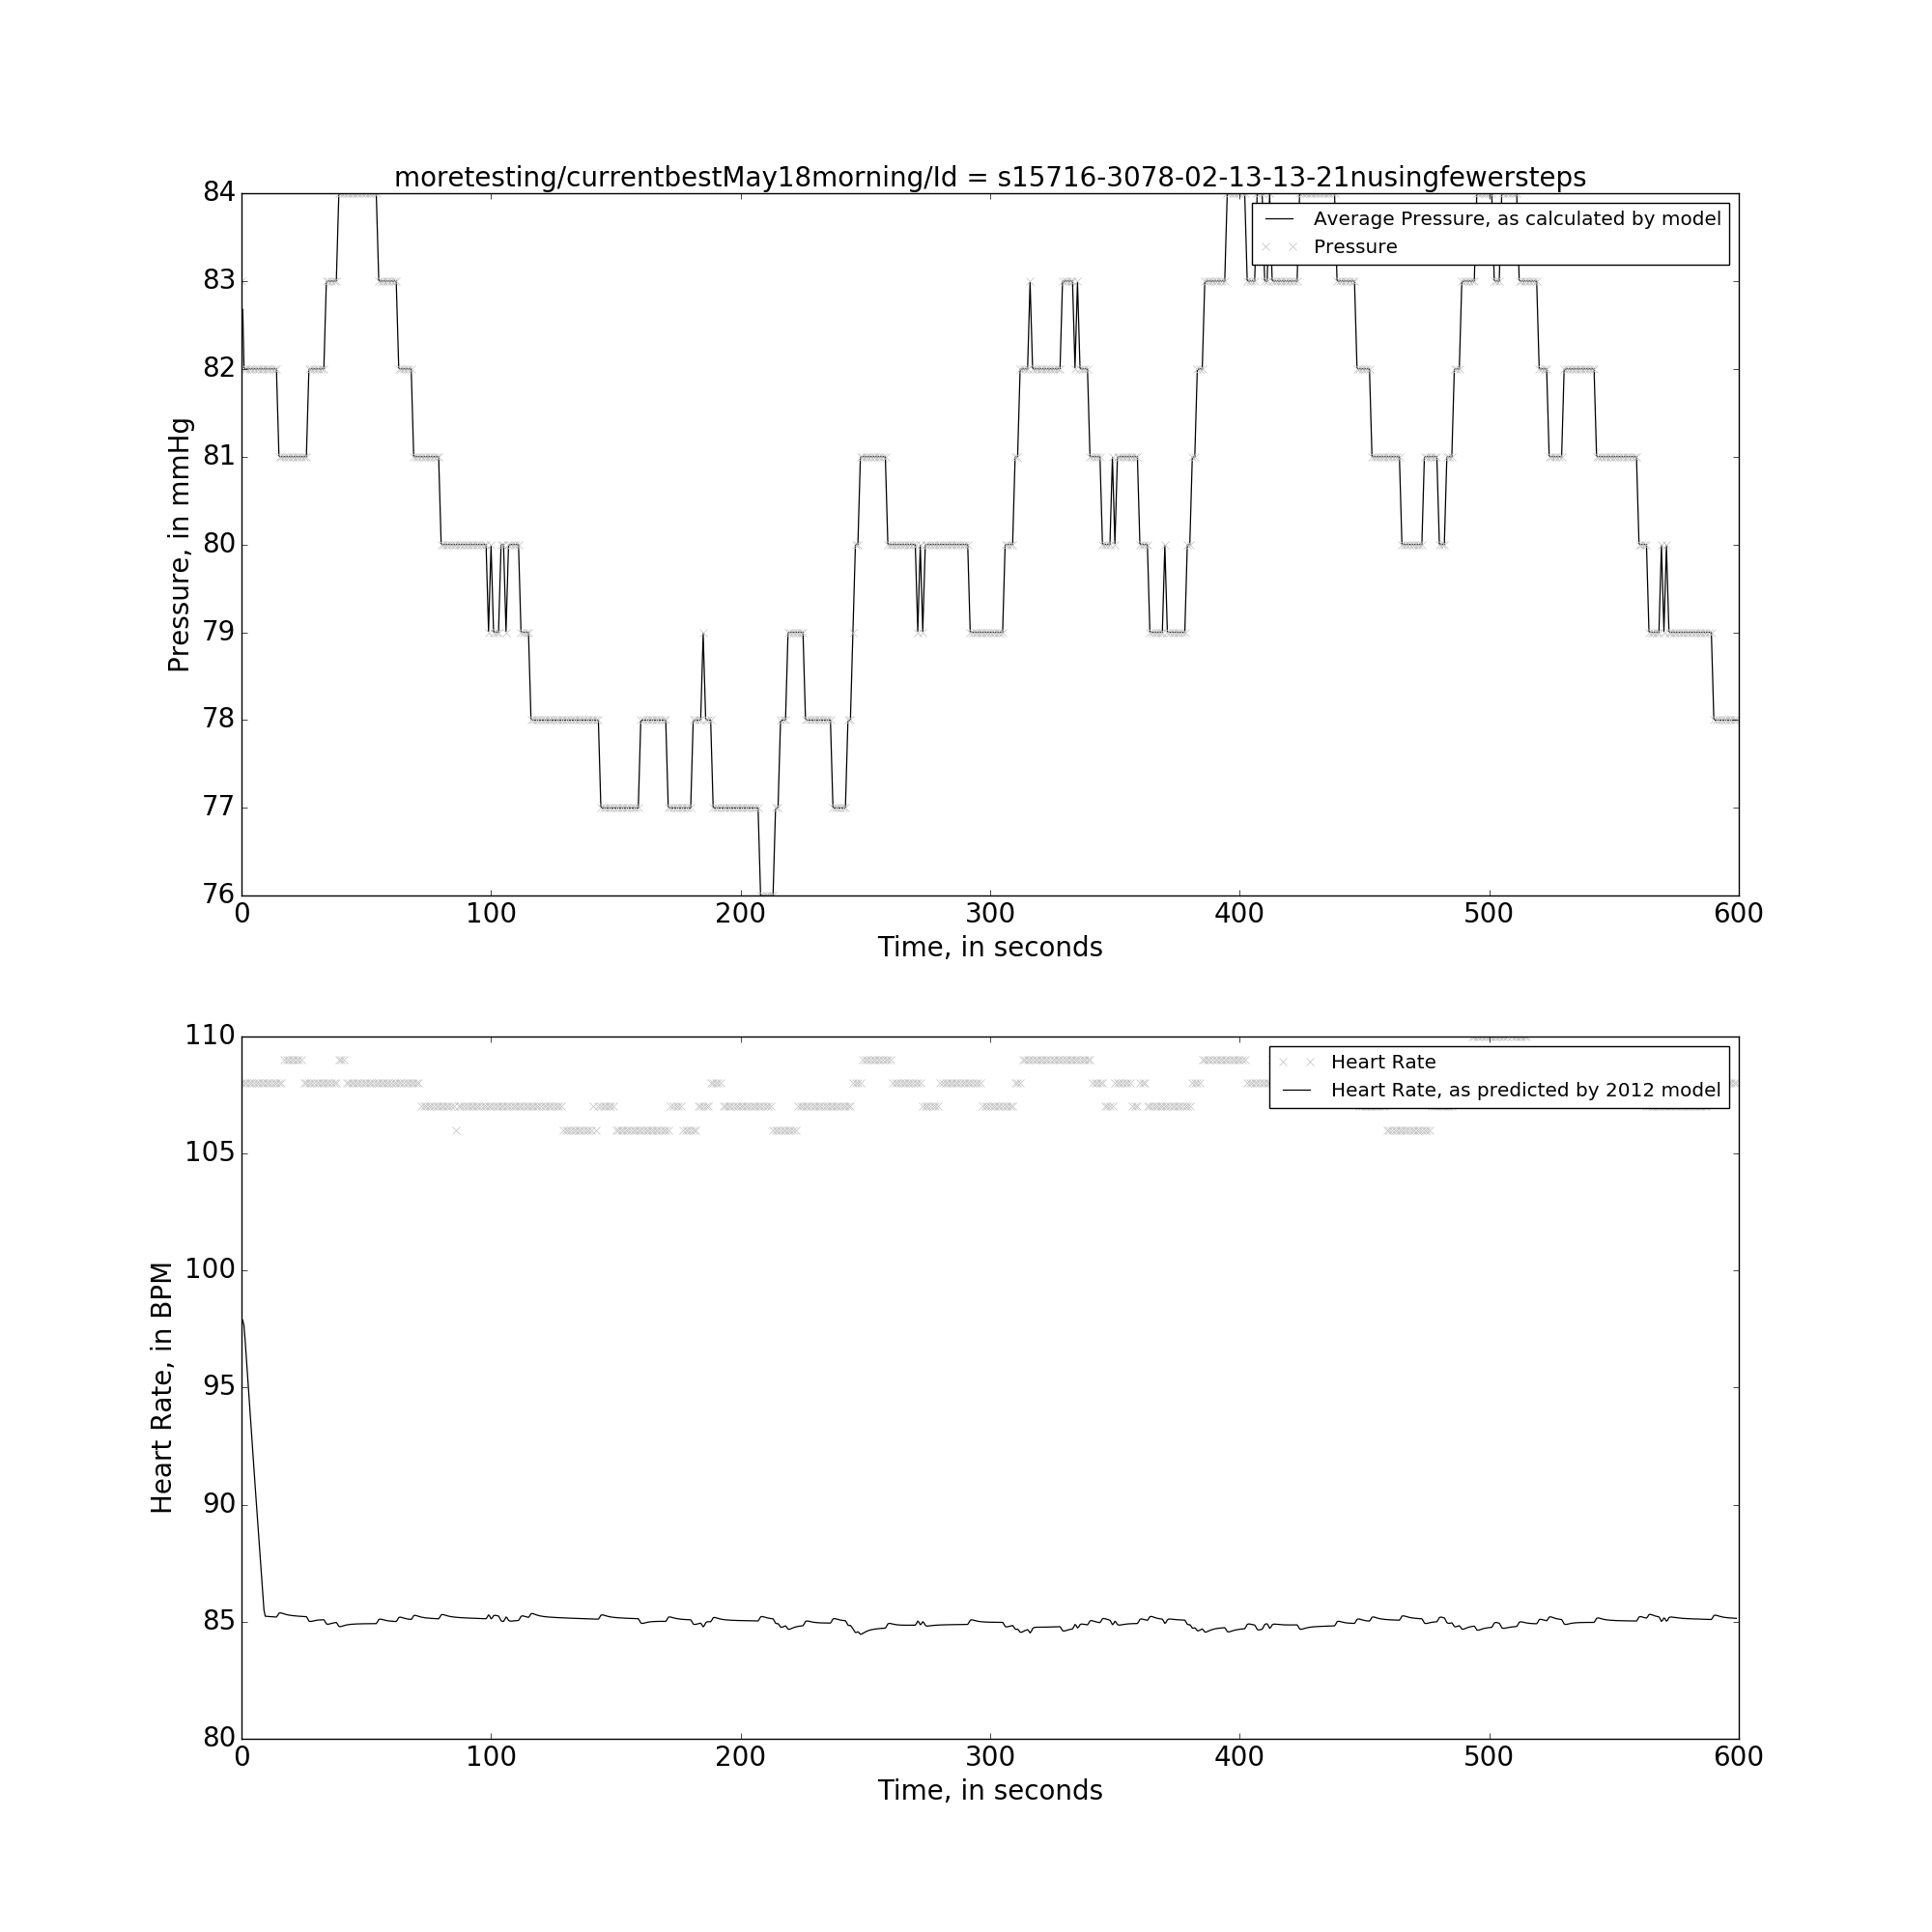 moretesting/currentbestMay18morning/Id = s15716-3078-02-13-13-21nusingfewersteps
84
83
82
81
80
79
78
77
76
Pressure, in mmHg
Average Pressure, as calculated by model
Pressure
0 100 200 300 400 500 600
Time, in seconds
110
105
100
95
90
85
80
Heart Rate, in BPM
Heart Rate
Heart Rate, as predicted by 2012 model
0 100 200 300 400 500 600
Time, in seconds